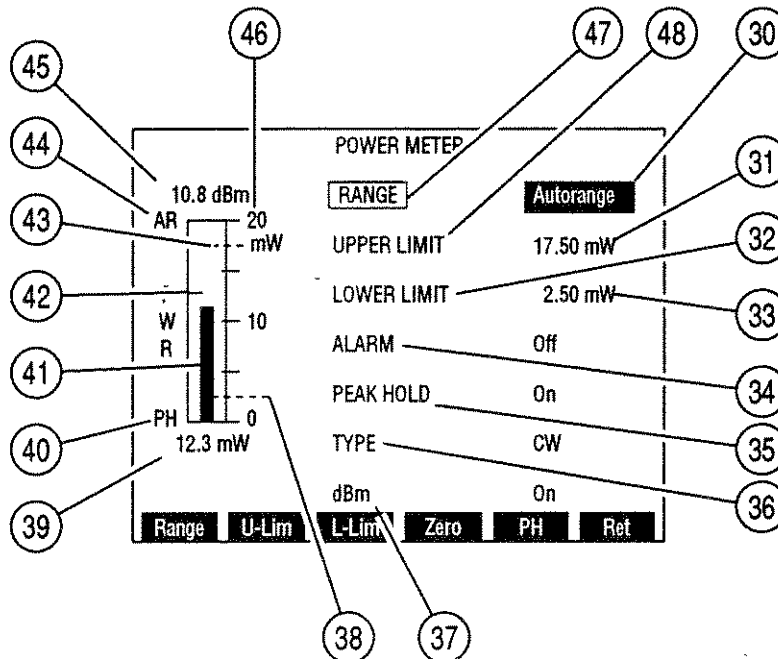 46
47
48
30
45
44
43
42
41
40
39
31
32
33
34
35
36
POWER METER
10.8 dBm
RANGE
Autorange
AR
20
mW
UPPER LIMIT
17.50 mW
LOWER LIMIT
2.50 mW
W
10
R
ALARM
Off
PEAK HOLD
On
PH
0
12.3 mW
TYPE
CW
dBm
On
Range U-Lim L-Lim Zero PH Ret
38
37